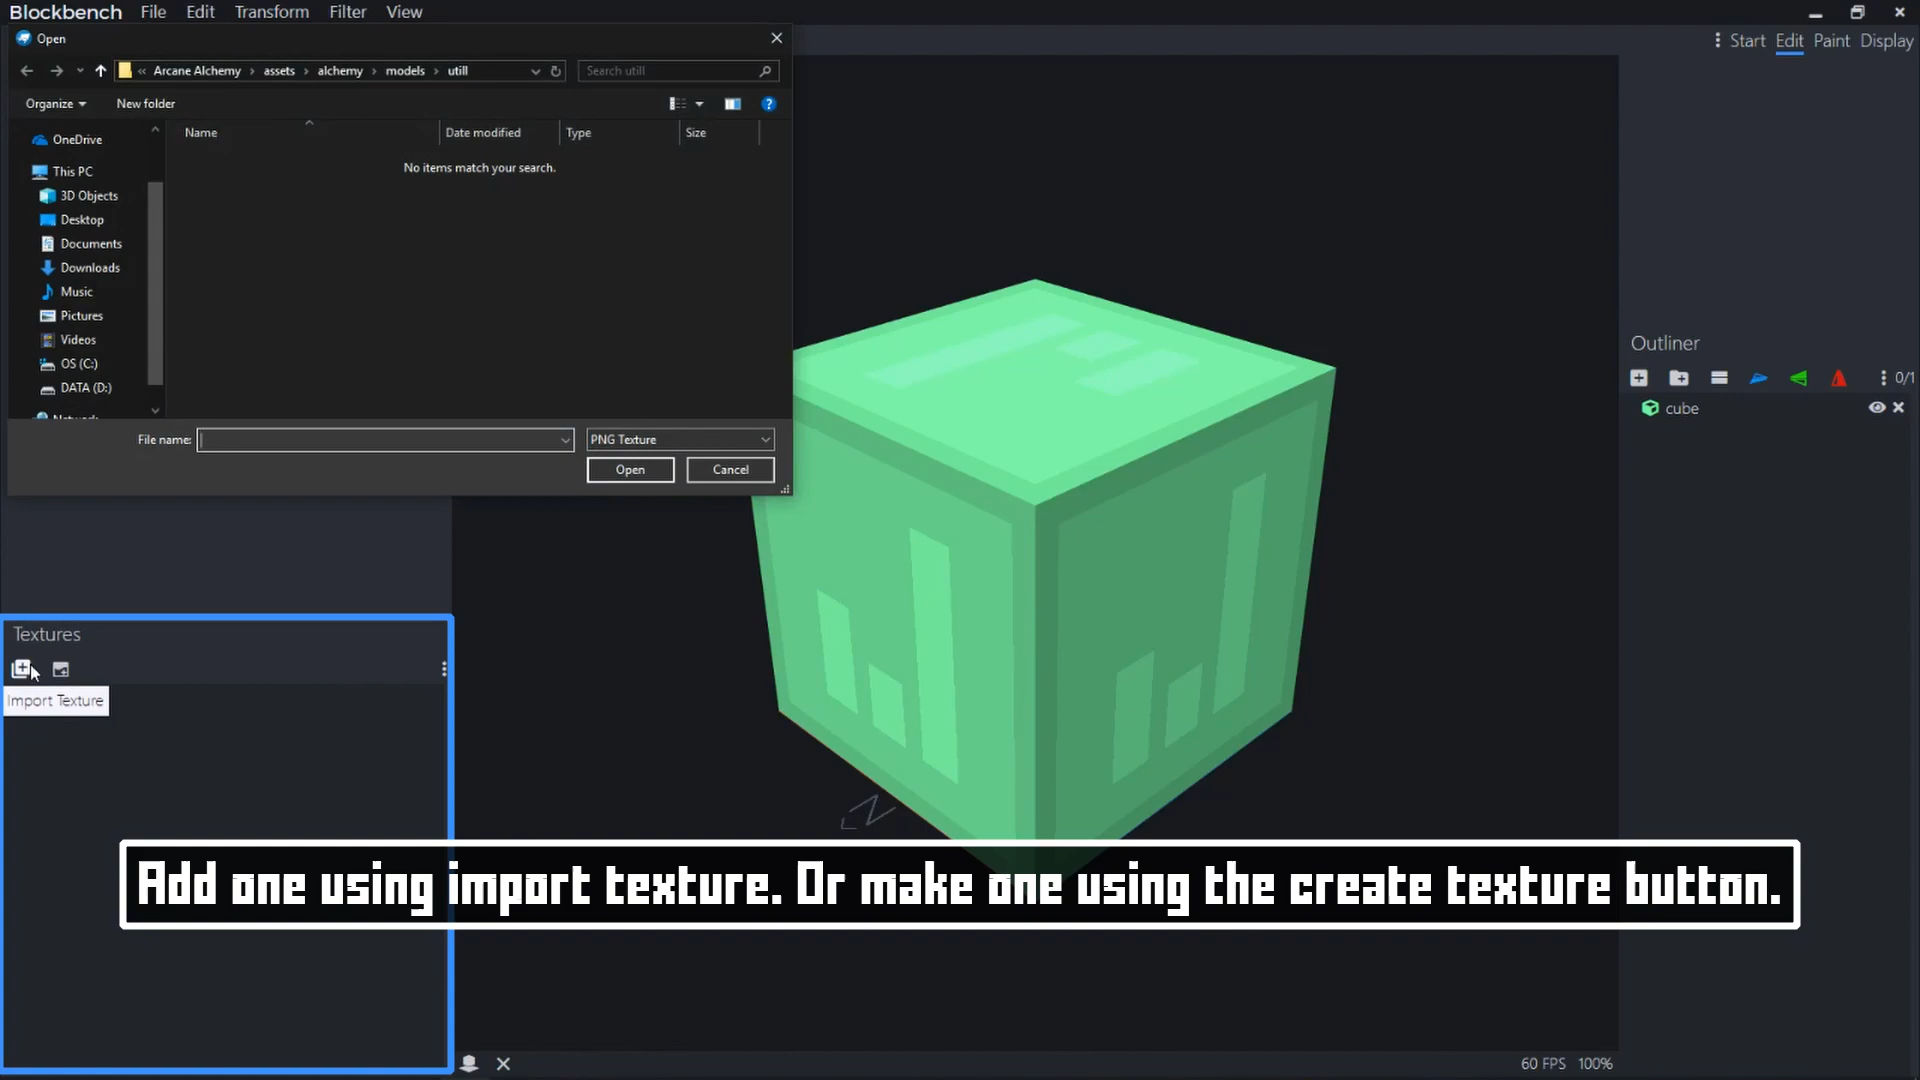 Blockbench File Edit Transform Filter View
Open
Start Edit Paint Display
« Arcane Alchemy › assets › alchemy › models › utill
Search utill
Organize New folder
Name Date modified Type Size
No items match your search.
OneDrive
This PC
3D Objects
Desktop
Documents
Downloads
Music
Pictures
Videos
OS (C:)
DATA (D:)
Network
File name: PNG Texture
Open Cancel
Outliner
0/1
cube
Textures
Import Texture
N
Add one using import texture. Or make one using the create texture button.
60 FPS 100%